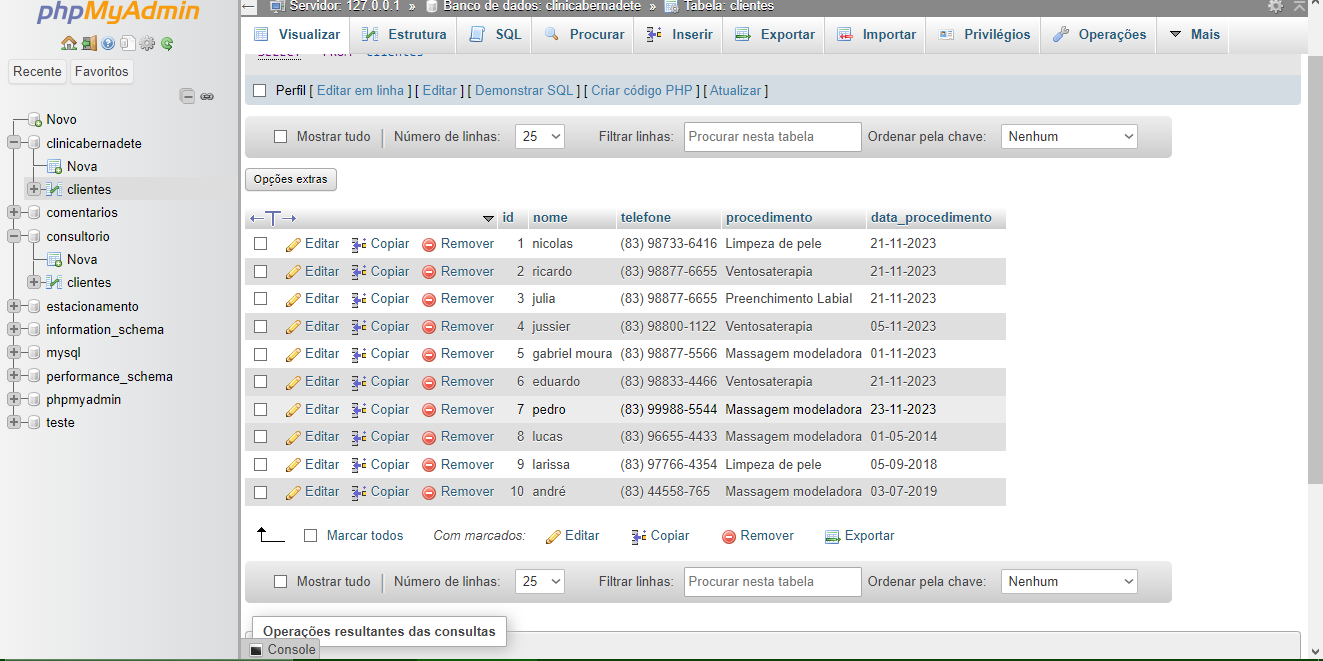 phpMyAdmin
Recente Favoritos
Novo
clinicabernadete
Nova
clientes
comentarios
consultorio
Nova
clientes
estacionamento
information_schema
mysql
performance_schema
phpmyadmin
teste
Servidor: 127.0.0.1 » Banco de dados: clinicabernadete » Tabela: clientes
Visualizar Estrutura SQL Procurar Inserir Exportar Importar Privilégios Operações Mais
SELECT * FROM `clientes`
Perfil [ Editar em linha ] [ Editar ] [ Demonstrar SQL ] [ Criar código PHP ] [ Atualizar ]
Mostrar tudo | Número de linhas: 25 Filtrar linhas: Procurar nesta tabela Ordenar pela chave: Nenhum
Opções extras
←T→ id nome telefone procedimento data_procedimento
Editar Copiar Remover 1 nicolas (83) 98733-6416 Limpeza de pele 21-11-2023
Editar Copiar Remover 2 ricardo (83) 98877-6655 Ventosaterapia 21-11-2023
Editar Copiar Remover 3 julia (83) 98877-6655 Preenchimento Labial 21-11-2023
Editar Copiar Remover 4 jussier (83) 98800-1122 Ventosaterapia 05-11-2023
Editar Copiar Remover 5 gabriel moura (83) 98877-5566 Massagem modeladora 01-11-2023
Editar Copiar Remover 6 eduardo (83) 98833-4466 Ventosaterapia 21-11-2023
Editar Copiar Remover 7 pedro (83) 99988-5544 Massagem modeladora 23-11-2023
Editar Copiar Remover 8 lucas (83) 96655-4433 Massagem modeladora 01-05-2014
Editar Copiar Remover 9 larissa (83) 97766-4354 Limpeza de pele 05-09-2018
Editar Copiar Remover 10 andré (83) 44558-765 Massagem modeladora 03-07-2019
Marcar todos Com marcados: Editar Copiar Remover Exportar
Mostrar tudo | Número de linhas: 25 Filtrar linhas: Procurar nesta tabela Ordenar pela chave: Nenhum
Operações resultantes das consultas
Console